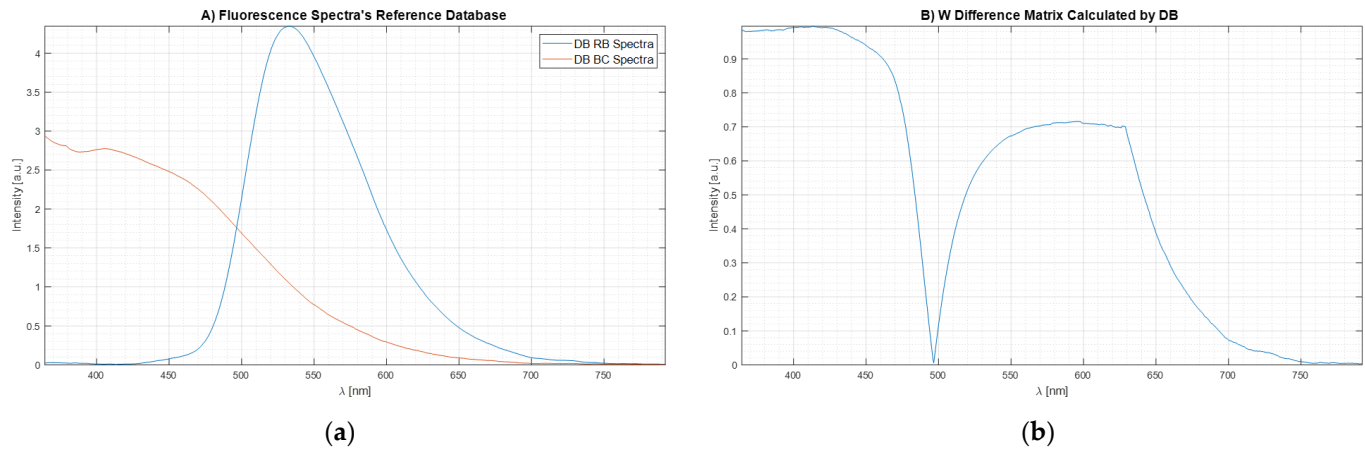 A) Fluorescence Spectra's Reference Database
DB RB Spectra
DB BC Spectra
Intensity [a.u.]
4
3.5
3
2.5
2
1.5
1
0.5
0
400 450 500 550 600 650 700 750
λ [nm]
(a)
B) W Difference Matrix Calculated by DB
Intensity [a.u.]
0.9
0.8
0.7
0.6
0.5
0.4
0.3
0.2
0.1
0
400 450 500 550 600 650 700 750
λ [nm]
(b)